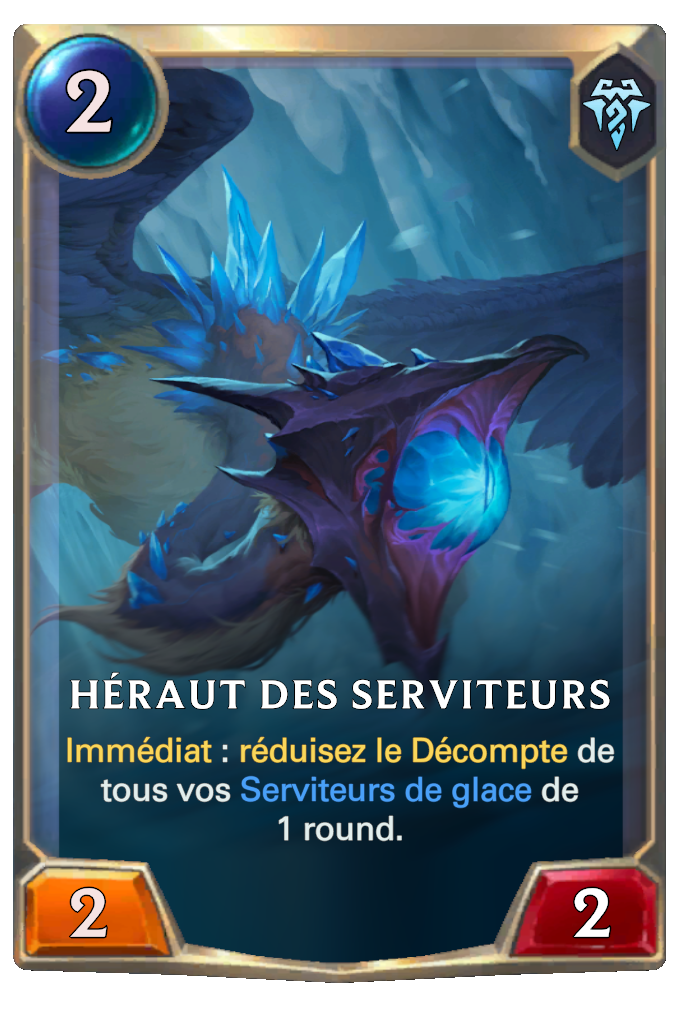 2
HÉRAUT DES SERVITEURS
Immédiat : réduisez le Décompte de
tous vos Serviteurs de glace de
1 round.
2
2